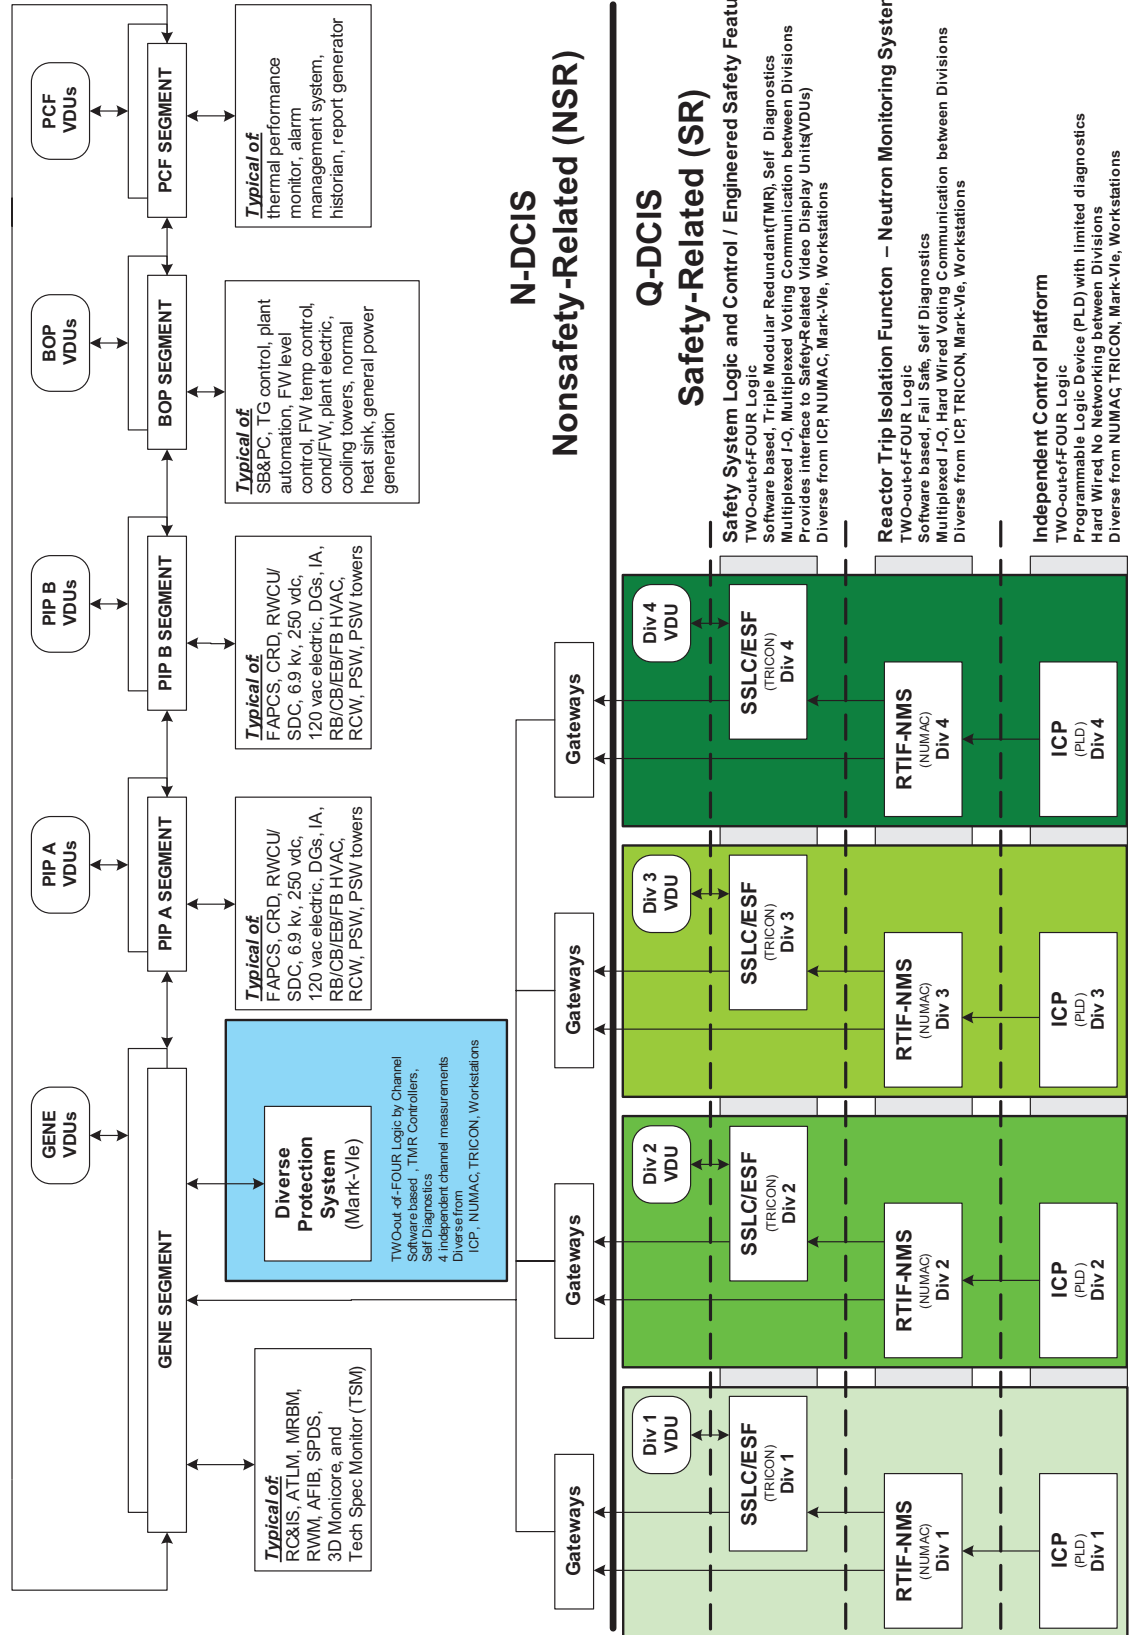 GENE
VDUs
PIP A
VDUs
PIP B
VDUs
BOP
VDUs
PCF
VDUs
GENE SEGMENT
PIP A SEGMENT
PIP B SEGMENT
BOP SEGMENT
PCF SEGMENT
Typical of:
RC&IS, ATLM, MRBM,
RWM, AFIB, SPDS,
3D Monicore, and
Tech Spec Monitor (TSM)
Diverse
Protection
System
(Mark-VIe)
TWO-out-of-FOUR Logic by Channel
Software based , TMR Controllers,
Self Diagnostics
4 independent channel measurements
Diverse from
ICP, NUMAC, TRICON, Workstations
Typical of:
FAPCS, CRD, RWCU/
SDC, 6.9 kv, 250 vdc,
120 vac electric, DGs, IA,
RB/CB/EB/FB HVAC,
RCW, PSW, PSW towers
Typical of:
FAPCS, CRD, RWCU/
SDC, 6.9 kv, 250 vdc,
120 vac electric, DGs, IA,
RB/CB/EB/FB HVAC,
RCW, PSW, PSW towers
Typical of:
SB&PC, TG control, plant
automation, FW level
control, FW temp control,
cond/FW, plant electric,
cooling towers, normal
heat sink, general power
generation
Typical of:
thermal performance
monitor, alarm
management system,
historian, report generator
N-DCIS
Nonsafety-Related (NSR)
Gateways
Gateways
Gateways
Gateways
Q-DCIS
Safety-Related (SR)
Div 1
VDU
Div 2
VDU
Div 3
VDU
Div 4
VDU
SSLC/ESF
(TRICON)
Div 1
SSLC/ESF
(TRICON)
Div 2
SSLC/ESF
(TRICON)
Div 3
SSLC/ESF
(TRICON)
Div 4
Safety System Logic and Control / Engineered Safety Featu
TWO-out-of-FOUR Logic
Software based, Triple Modular Redundant(TMR), Self Diagnostics
Multiplexed I-O, Multiplexed Voting Communication between Divisions
Provides interface to Safety-Related Video Display Units(VDUs)
Diverse from ICP, NUMAC, Mark-VIe, Workstations
RTIF-NMS
(NUMAC)
Div 1
RTIF-NMS
(NUMAC)
Div 2
RTIF-NMS
(NUMAC)
Div 3
RTIF-NMS
(NUMAC)
Div 4
Reactor Trip Isolation Functon – Neutron Monitoring System
TWO-out-of-FOUR Logic
Software based, Fail Safe, Self Diagnostics
Multiplexed I-O, Hard Wired Voting Communication between Divisions
Diverse from ICP, TRICON, Mark-VIe, Workstations
ICP
(PLD)
Div 1
ICP
(PLD)
Div 2
ICP
(PLD)
Div 3
ICP
(PLD)
Div 4
Independent Control Platform
TWO-out-of-FOUR Logic
Programmable Logic Device (PLD) with limited diagnostics
Hard Wired, No Networking between Divisions
Diverse from NUMAC, TRICON, Mark-VIe, Workstations